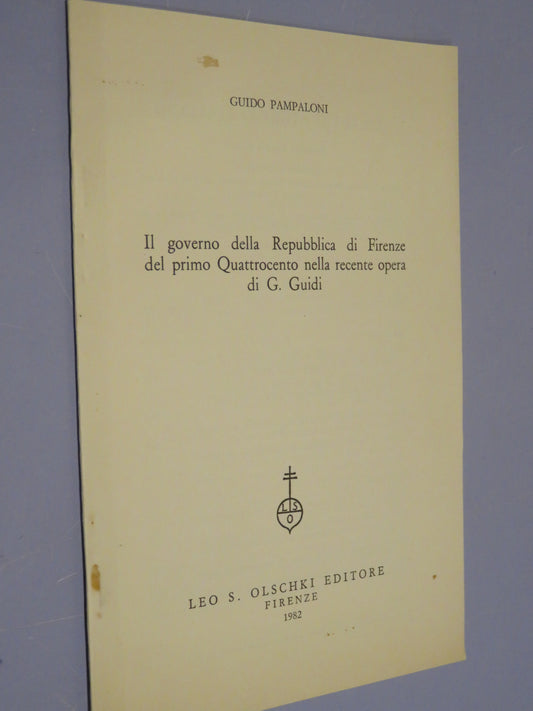 GUIDO PAMPALONI
Il governo della Repubblica di Firenze
del primo Quattrocento nella recente opera
di G. Guidi
L S
O
LEO S. OLSCHKI EDITORE
FIRENZE
1982